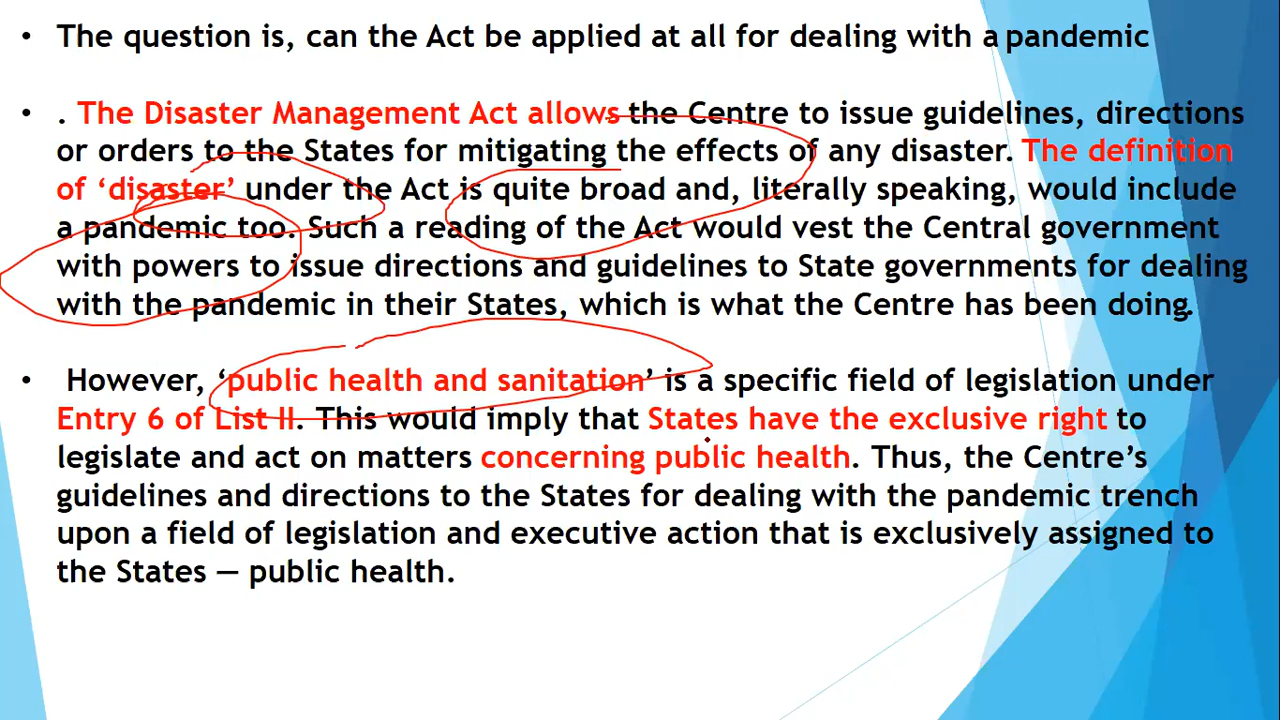 • The question is, can the Act be applied at all for dealing with a pandemic
• . The Disaster Management Act allows the Centre to issue guidelines, directions
or orders to the States for mitigating the effects of any disaster. The definition
of ‘disaster’ under the Act is quite broad and, literally speaking, would include
a pandemic too. Such a reading of the Act would vest the Central government
with powers to issue directions and guidelines to State governments for dealing
with the pandemic in their States, which is what the Centre has been doing.
• However, ‘public health and sanitation’ is a specific field of legislation under
Entry 6 of List II. This would imply that States have the exclusive right to
legislate and act on matters concerning public health. Thus, the Centre’s
guidelines and directions to the States for dealing with the pandemic trench
upon a field of legislation and executive action that is exclusively assigned to
the States — public health.